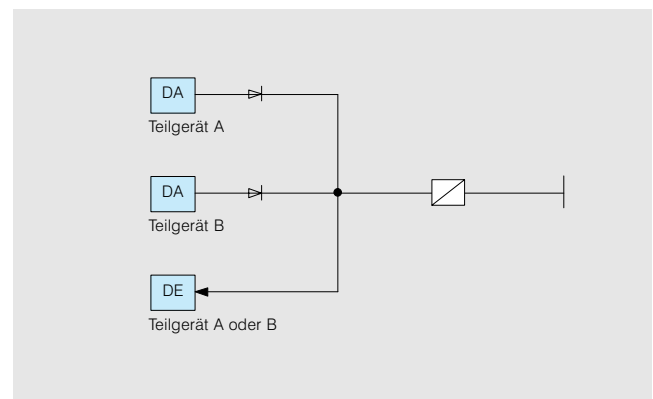 DA
Teilgerät A
DA
Teilgerät B
DE
Teilgerät A oder B